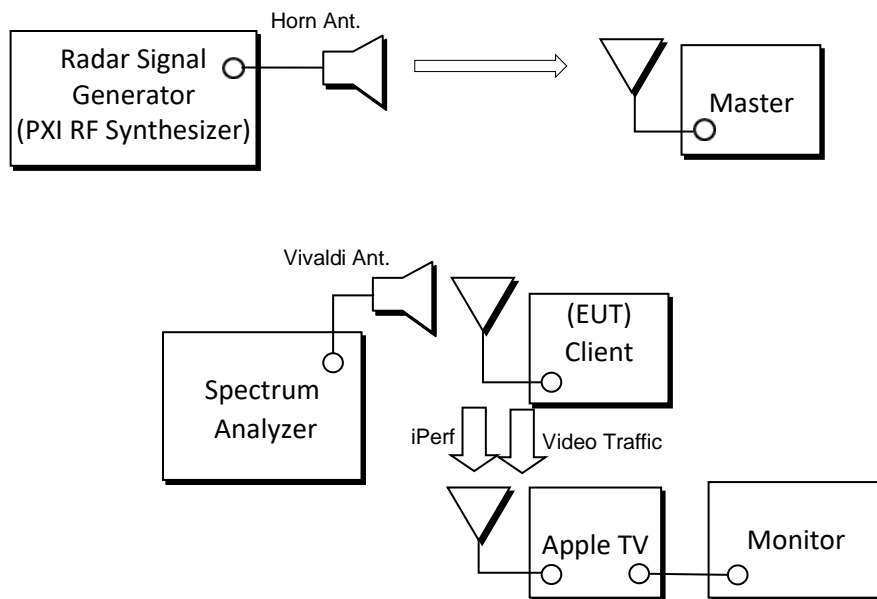 Horn Ant.
Radar Signal
Generator
(PXI RF Synthesizer)
Master
Vivaldi Ant.
(EUT)
Client
Spectrum
Analyzer
iPerf
Video Traffic
Apple TV
Monitor